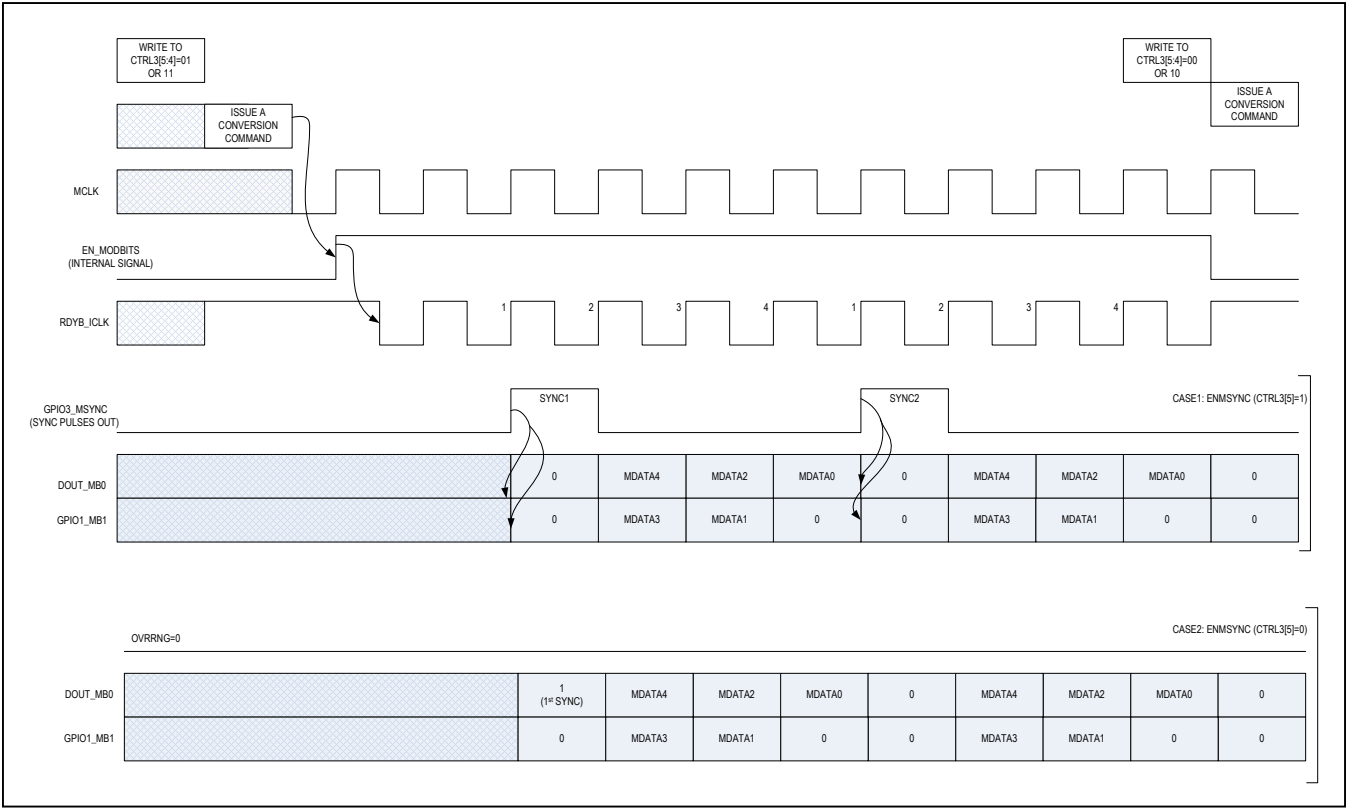 WRITE TO
CTRL3[5:4]=01
OR 11
WRITE TO
CTRL3[5:4]=00
OR 10
ISSUE A
CONVERSION
COMMAND
ISSUE A
CONVERSION
COMMAND
MCLK
EN_MODBITS
(INTERNAL SIGNAL)
RDYB_ICLK
1 2 3 4 1 2 3 4
GPIO3_MSYNC
(SYNC PULSES OUT)
SYNC1 SYNC2
CASE1: ENMSYNC (CTRL3[5]=1)
DOUT_MB0 0 MDATA4 MDATA2 MDATA0 0 MDATA4 MDATA2 MDATA0 0
GPIO1_MB1 0 MDATA3 MDATA1 0 0 MDATA3 MDATA1 0 0
OVRRNG=0
CASE2: ENMSYNC (CTRL3[5]=0)
DOUT_MB0 1 (1st SYNC) MDATA4 MDATA2 MDATA0 0 MDATA4 MDATA2 MDATA0 0
GPIO1_MB1 0 MDATA3 MDATA1 0 0 MDATA3 MDATA1 0 0